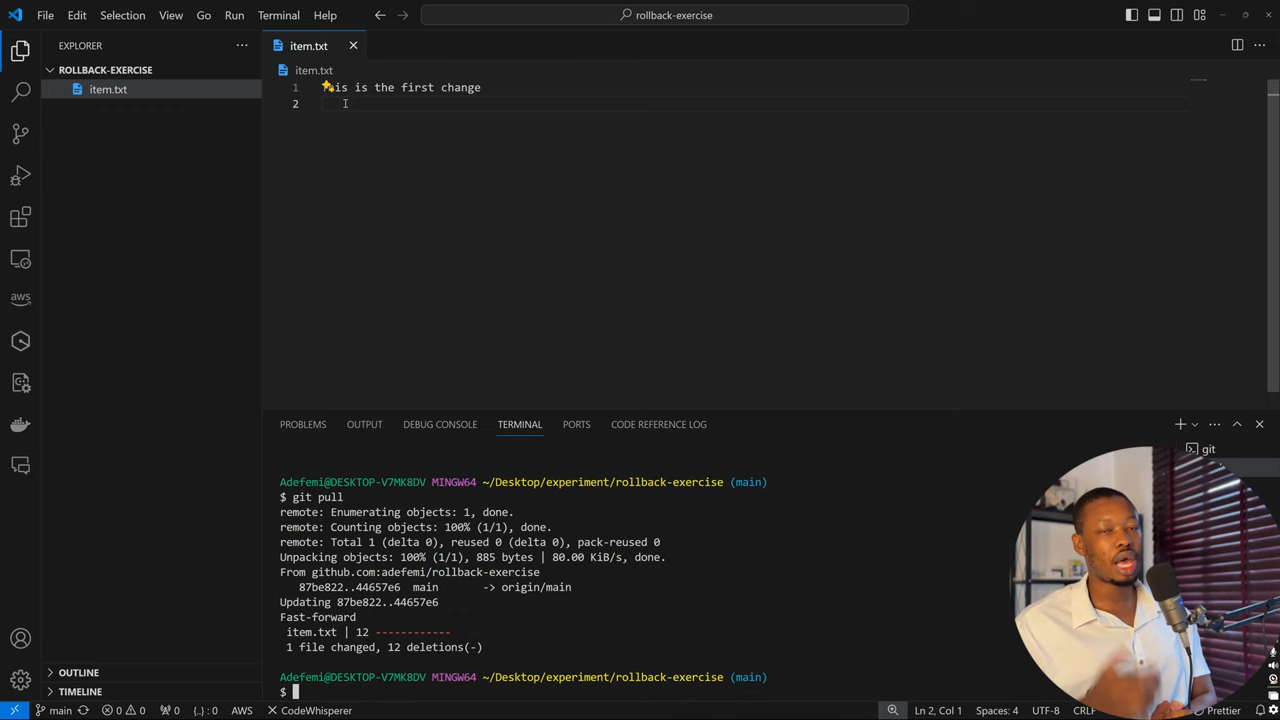 File Edit Selection View Go Run Terminal Help
rollback-exercise
EXPLORER
item.txt
ROLLBACK-EXERCISE
item.txt
item.txt
1 is is the first change
2
aws
PROBLEMS OUTPUT DEBUG CONSOLE TERMINAL PORTS CODE REFERENCE LOG
git
Adefemi@DESKTOP-V7MK8DV MINGW64 ~/Desktop/experiment/rollback-exercise (main)
$ git pull
remote: Enumerating objects: 1, done.
remote: Counting objects: 100% (1/1), done.
remote: Total 1 (delta 0), reused 0 (delta 0), pack-reused 0
Unpacking objects: 100% (1/1), 885 bytes | 80.00 KiB/s, done.
From github.com:adefemi/rollback-exercise
87be822..44657e6 main -> origin/main
Updating 87be822..44657e6
Fast-forward
item.txt | 12 ------------
1 file changed, 12 deletions(-)
Adefemi@DESKTOP-V7MK8DV MINGW64 ~/Desktop/experiment/rollback-exercise (main)
$
OUTLINE
TIMELINE
main 0 0 0 {..} : 0 AWS CodeWhisperer Ln 2, Col 1 Spaces: 4 UTF-8 CRLF Prettier